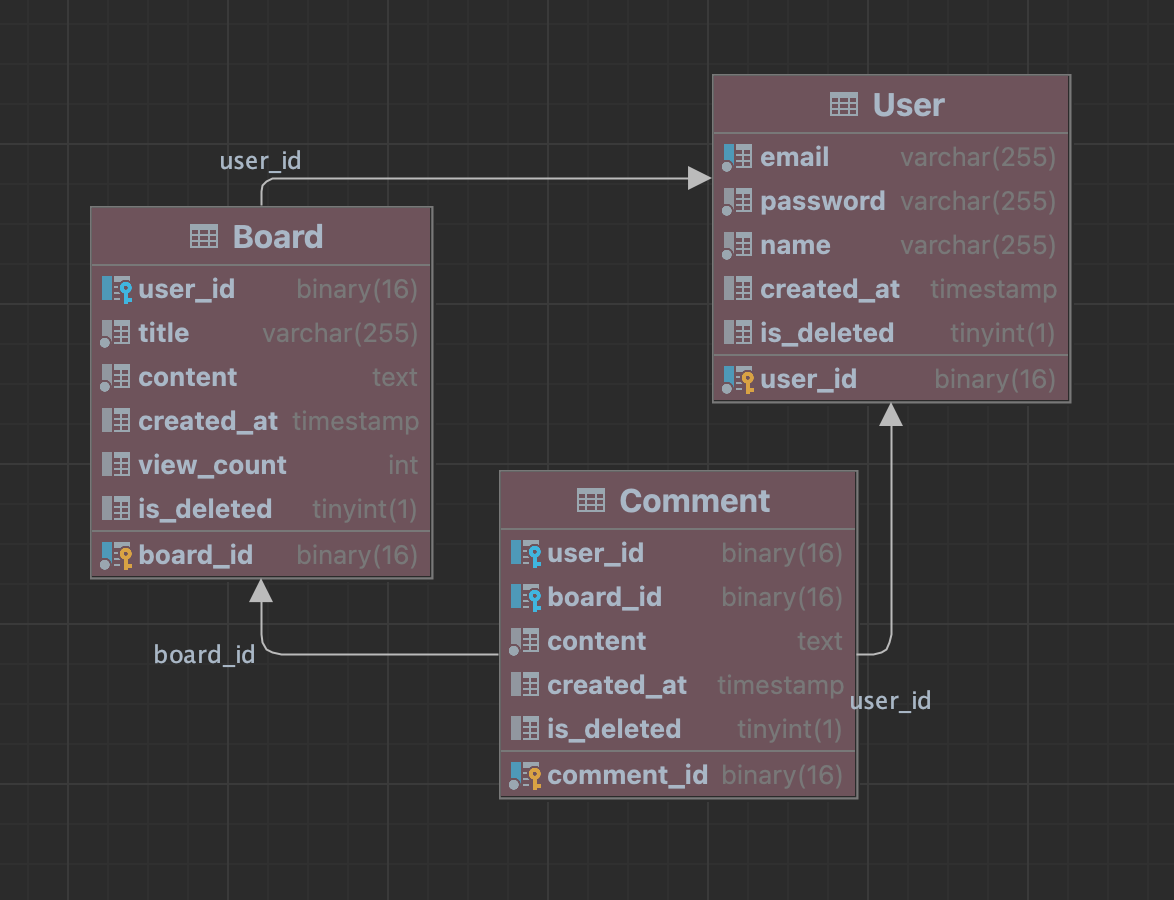 user_id
Board
user_id binary(16)
title varchar(255)
content text
created_at timestamp
view_count int
is_deleted tinyint(1)
board_id binary(16)
User
email varchar(255)
password varchar(255)
name varchar(255)
created_at timestamp
is_deleted tinyint(1)
user_id binary(16)
Comment
user_id binary(16)
board_id binary(16)
content text
created_at timestamp
is_deleted tinyint(1)
comment_id binary(16)
board_id
user_id